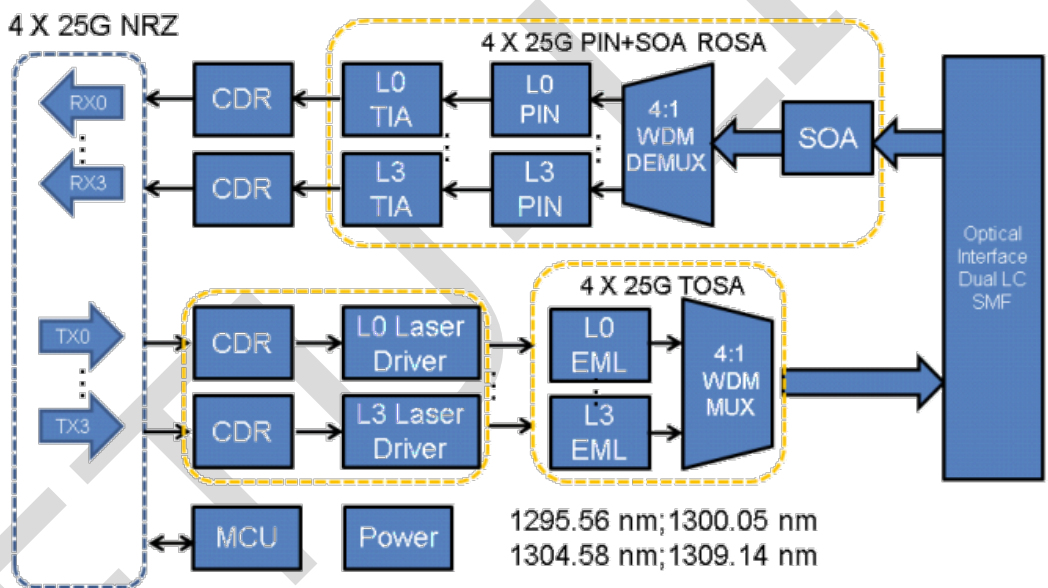 4 X 25G NRZ
4 X 25G PIN+SOA ROSA
RX0
CDR
L0
TIA
L0
PIN
4:1
WDM
DEMUX
SOA
RX3
CDR
L3
TIA
L3
PIN
Optical
Interface
Dual LC
SMF
4 X 25G TOSA
TX0
CDR
L0 Laser
Driver
L0
EML
4:1
WDM
MUX
TX3
CDR
L3 Laser
Driver
L3
EML
MCU
Power
1295.56 nm;1300.05 nm
1304.58 nm;1309.14 nm